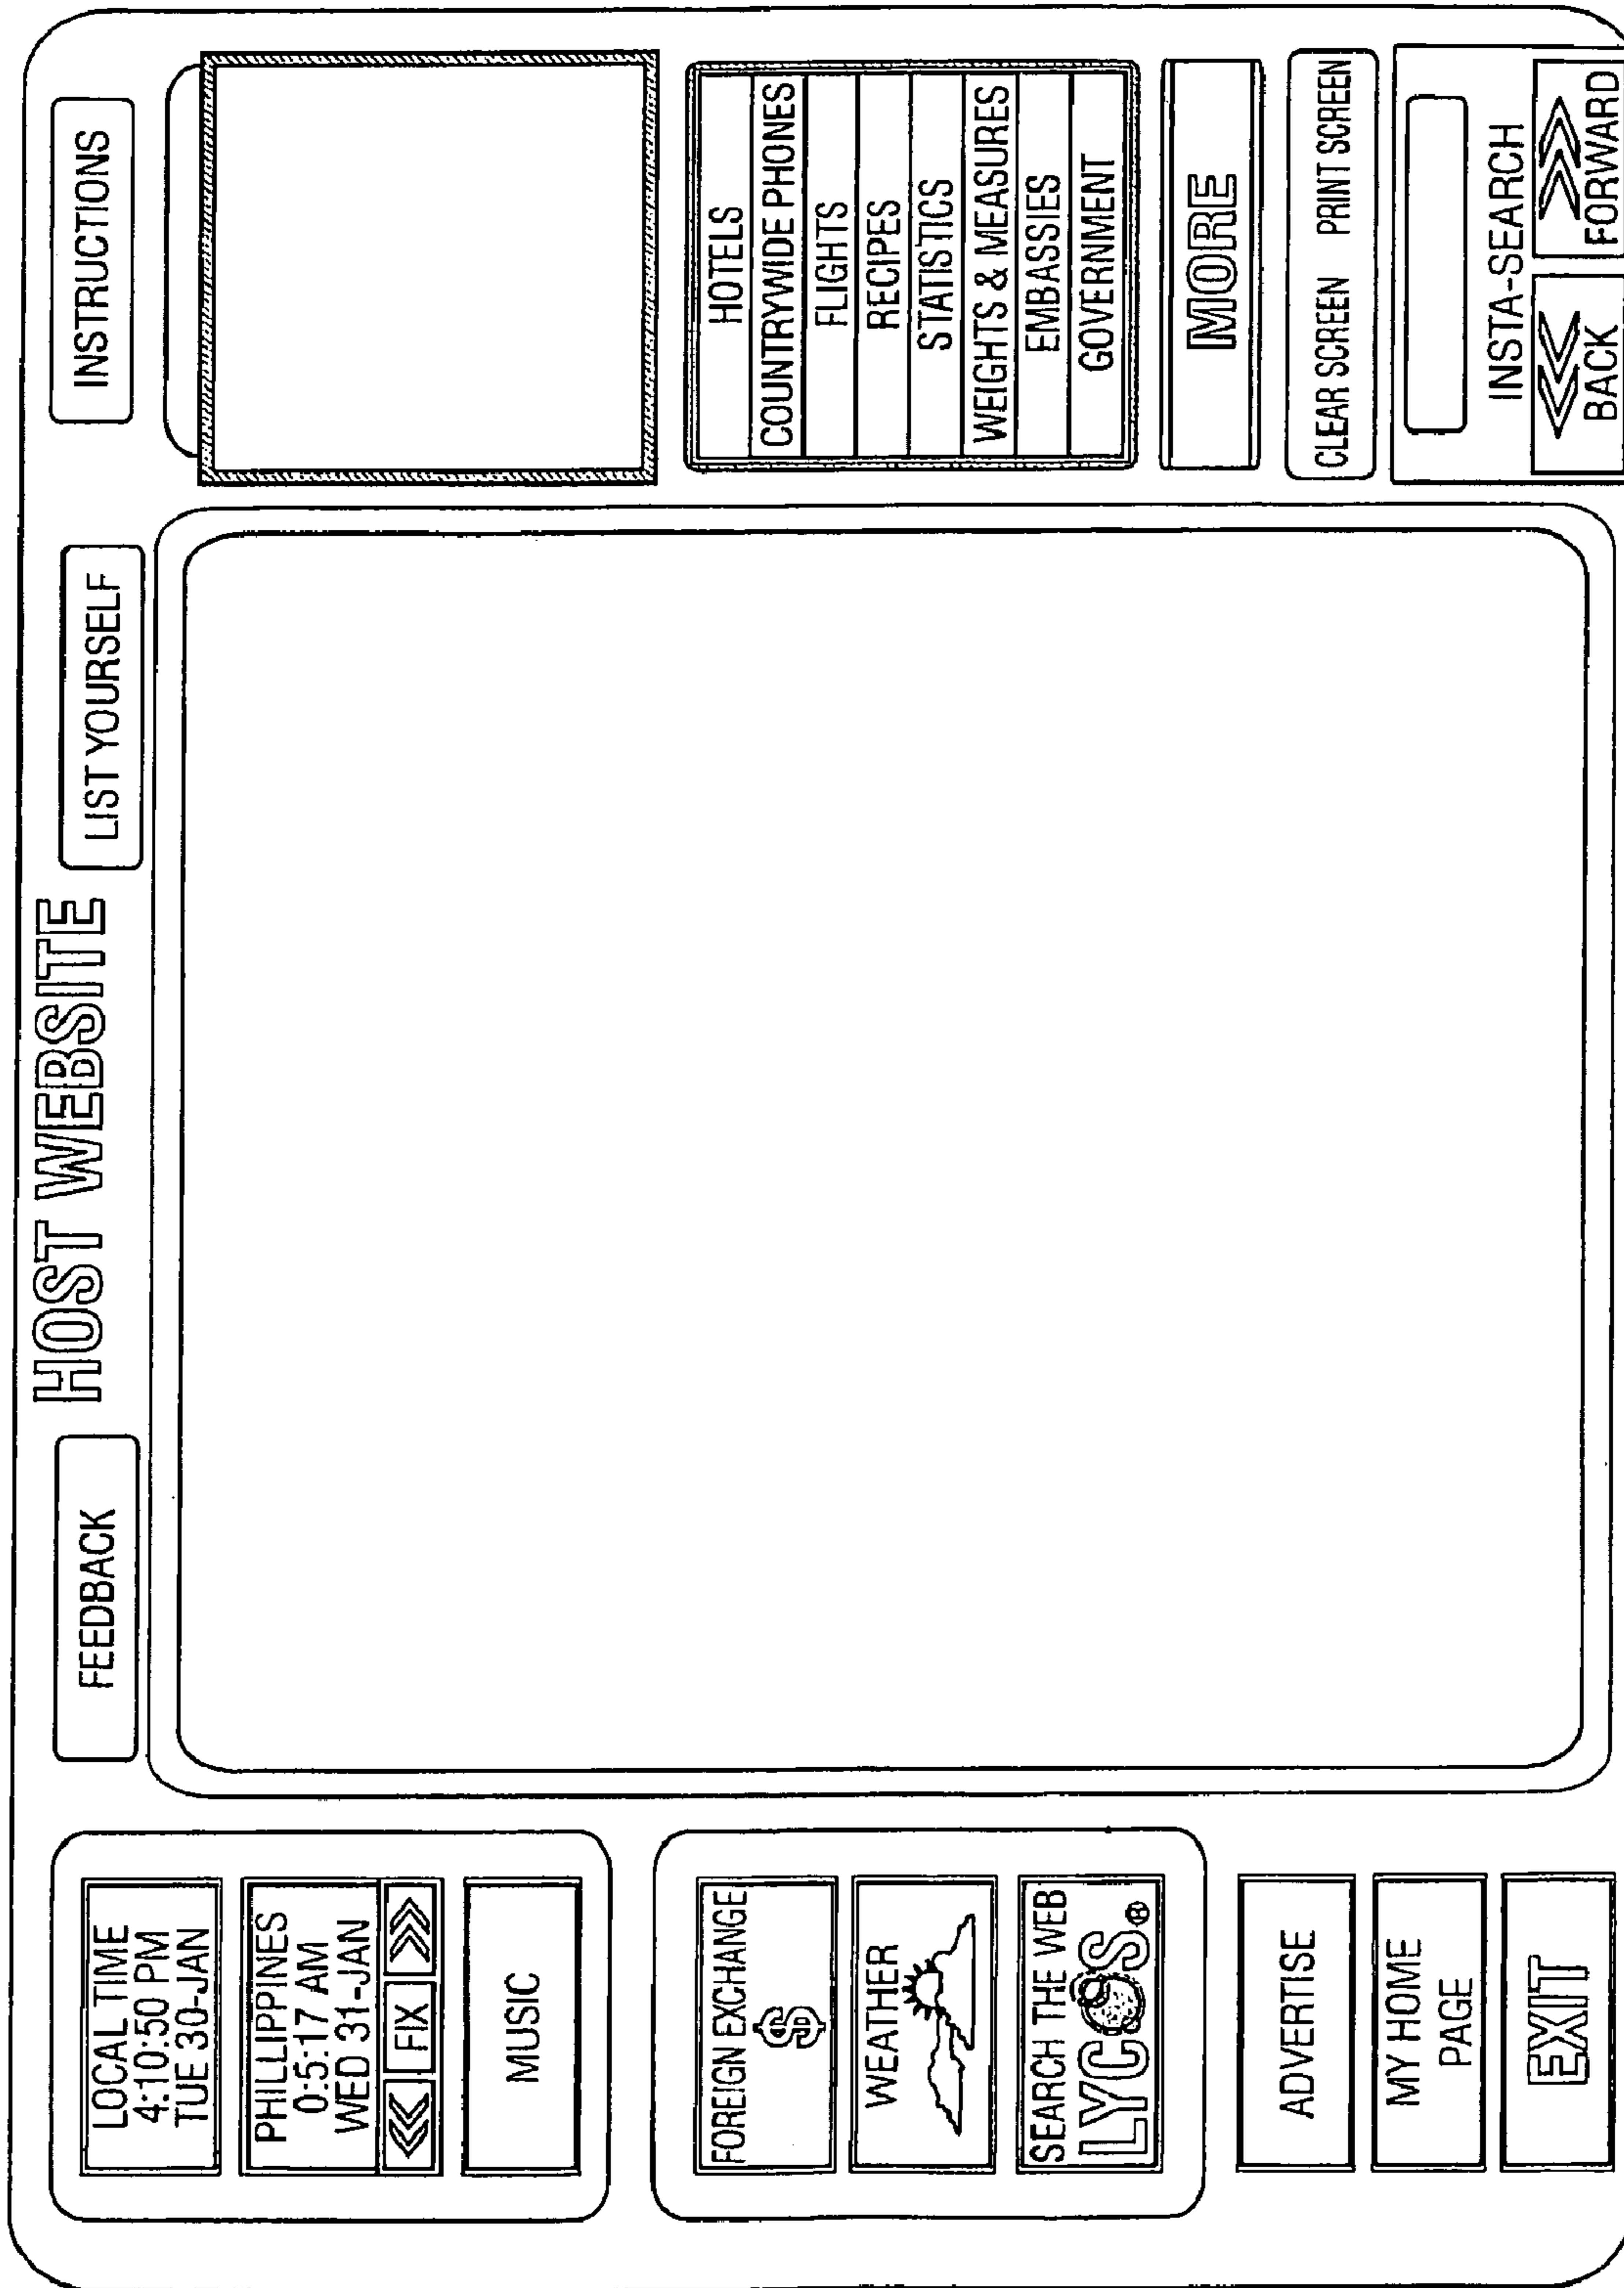 FEEDBACK
HOST WEBSITE
LIST YOURSELF
INSTRUCTIONS
LOCAL TIME
4:10:50 PM
TUE 30-JAN
PHILLIPPINES
0:5:17 AM
WED 31-JAN
FIX
MUSIC
FOREIGN EXCHANGE
$
WEATHER
SEARCH THE WEB
LYCOS®
ADVERTISE
MY HOME
PAGE
EXIT
HOTELS
COUNTRYWIDE PHONES
FLIGHTS
RECIPES
STATISTICS
WEIGHTS & MEASURES
EMBASSIES
GOVERNMENT
MORE
CLEAR SCREEN PRINT SCREEN
INSTA-SEARCH
BACK FORWARD